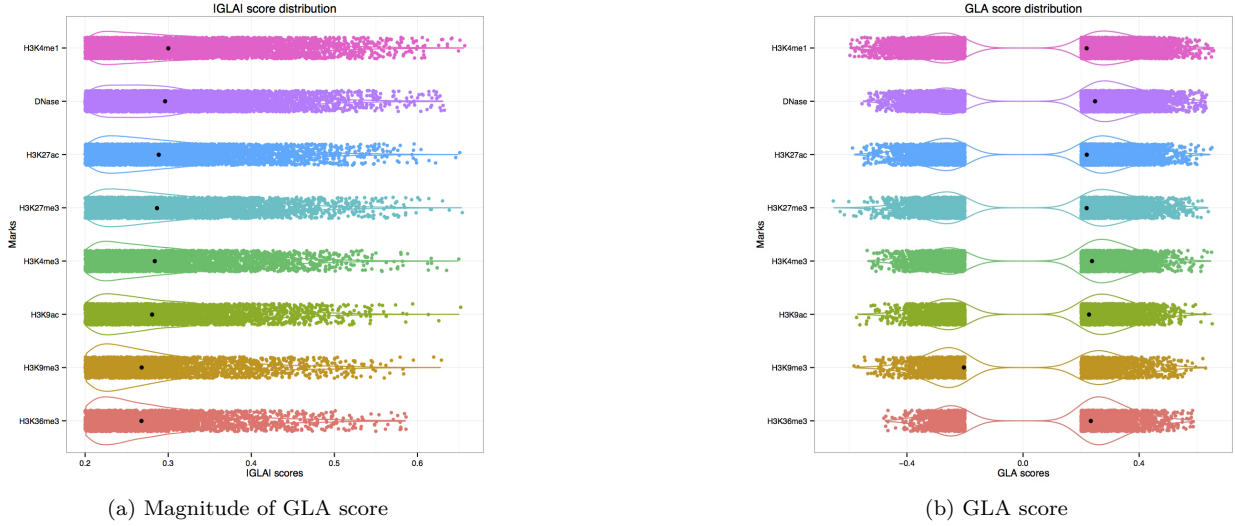 |GLA| score distribution
H3K4me1
DNase
H3K27ac
H3K27me3
H3K4me3
H3K9ac
H3K9me3
H3K36me3
Marks
0.2 0.3 0.4 0.5 0.6
|GLA| scores
(a) Magnitude of GLA score
GLA score distribution
H3K4me1
DNase
H3K27ac
H3K27me3
H3K4me3
H3K9ac
H3K9me3
H3K36me3
Marks
−0.4 0.0 0.4
GLA scores
(b) GLA score